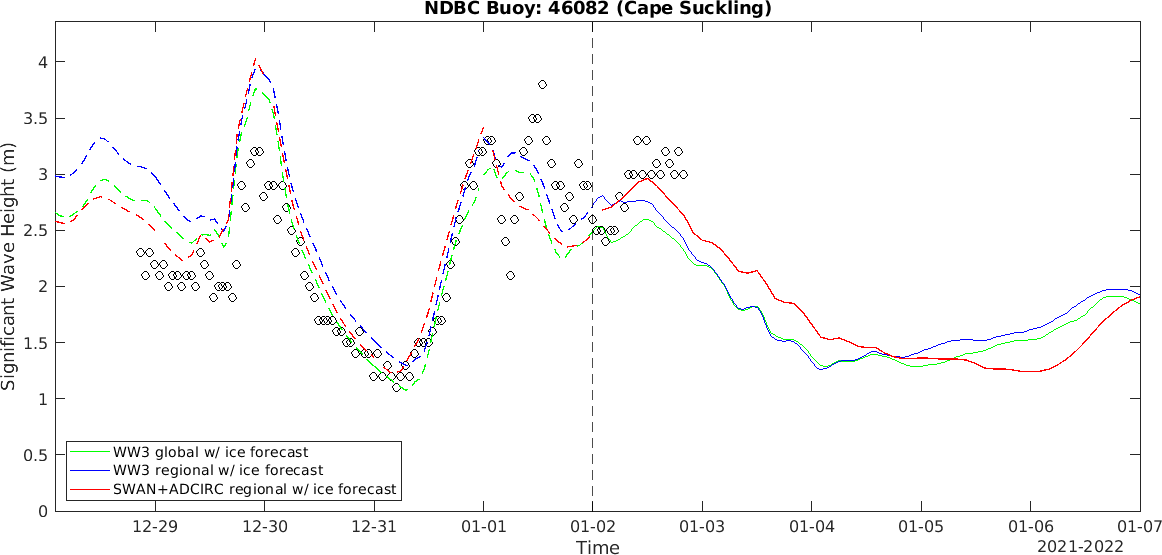 NDBC Buoy: 46082 (Cape Suckling)
Significant Wave Height (m)
4
3.5
3
2.5
2
1.5
1
0.5
0
WW3 global w/ ice forecast
WW3 regional w/ ice forecast
SWAN+ADCIRC regional w/ ice forecast
12-29 12-30 12-31 01-01 01-02 01-03 01-04 01-05 01-06 01-07
Time
2021-2022